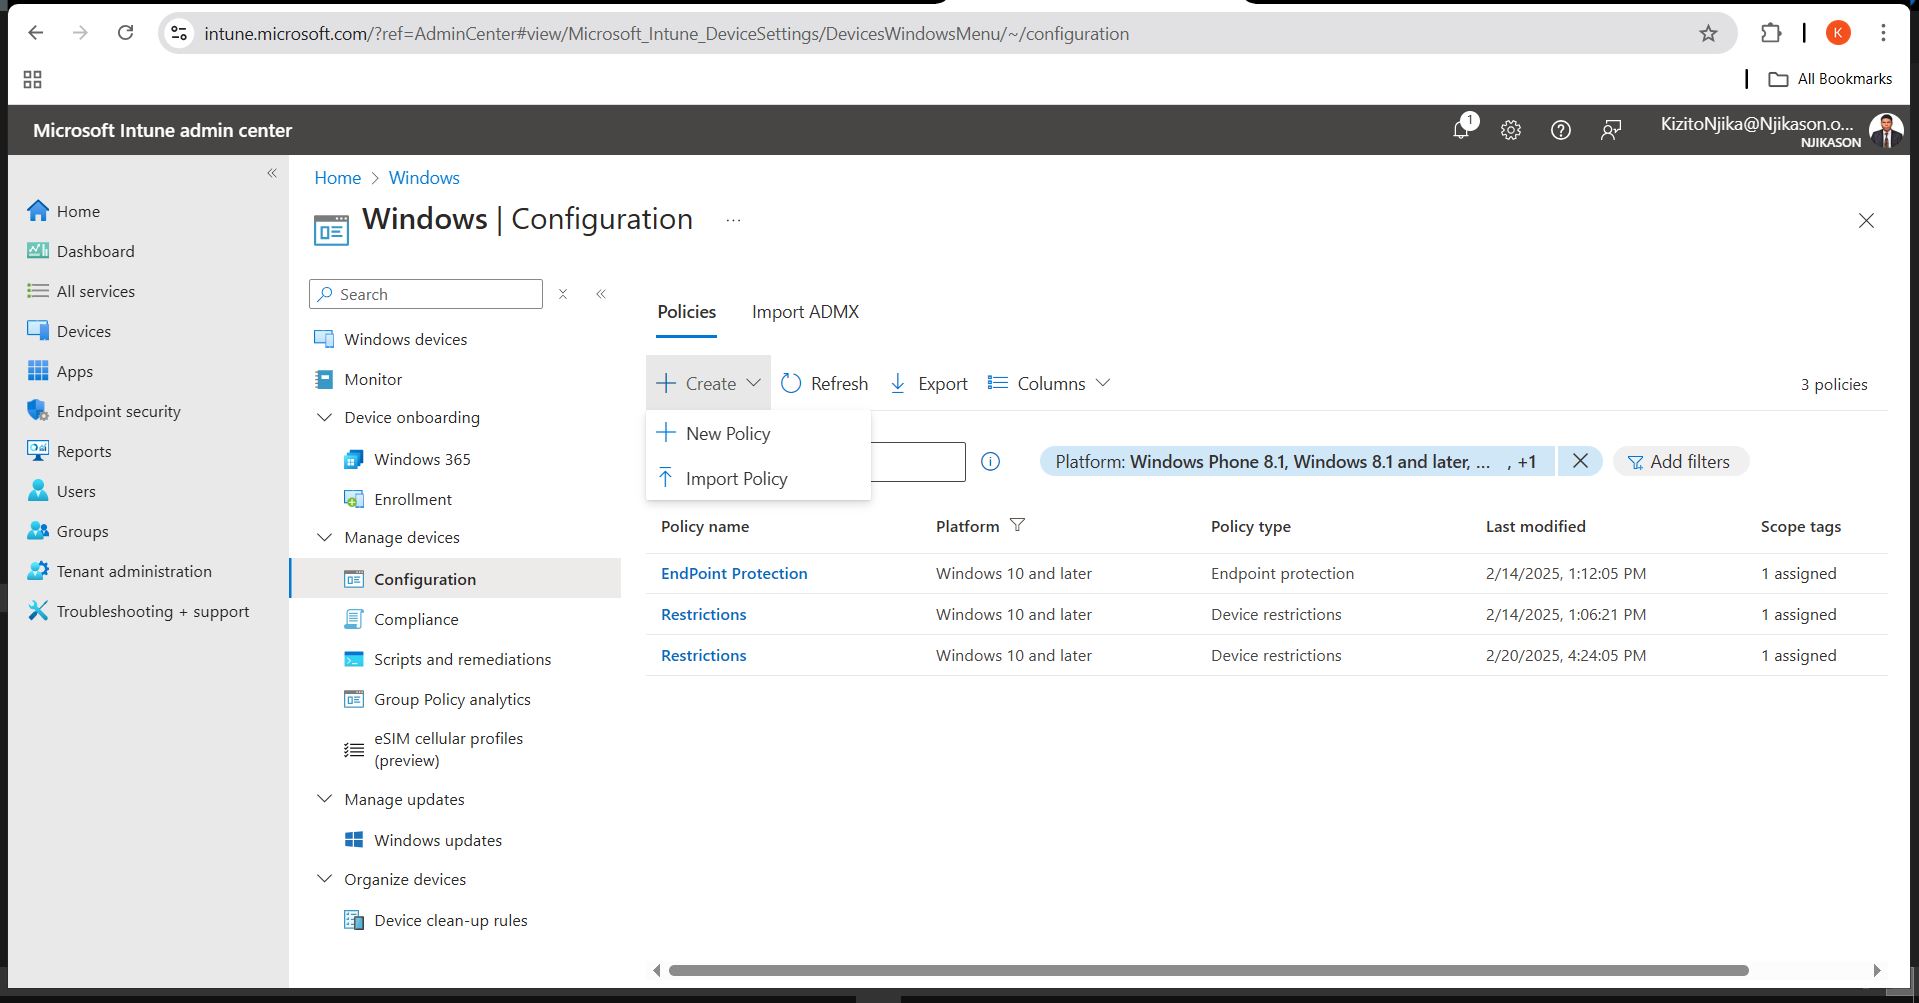 intune.microsoft.com/?ref=AdminCenter#view/Microsoft_Intune_DeviceSettings/DevicesWindowsMenu/~/configuration
K
All Bookmarks
Microsoft Intune admin center
1
KizitoNjika@Njikason.o...
NJIKASON
Home
Dashboard
All services
Devices
Apps
Endpoint security
Reports
Users
Groups
Tenant administration
Troubleshooting + support
Home > Windows
Windows | Configuration ...
Search
Windows devices
Monitor
Device onboarding
Windows 365
Enrollment
Manage devices
Configuration
Compliance
Scripts and remediations
Group Policy analytics
eSIM cellular profiles
(preview)
Manage updates
Windows updates
Organize devices
Device clean-up rules
Policies Import ADMX
Create Refresh Export Columns 3 policies
New Policy
Import Policy
Platform: Windows Phone 8.1, Windows 8.1 and later, ... , +1 Add filters
Policy name Platform Policy type Last modified Scope tags
EndPoint Protection Windows 10 and later Endpoint protection 2/14/2025, 1:12:05 PM 1 assigned
Restrictions Windows 10 and later Device restrictions 2/14/2025, 1:06:21 PM 1 assigned
Restrictions Windows 10 and later Device restrictions 2/20/2025, 4:24:05 PM 1 assigned